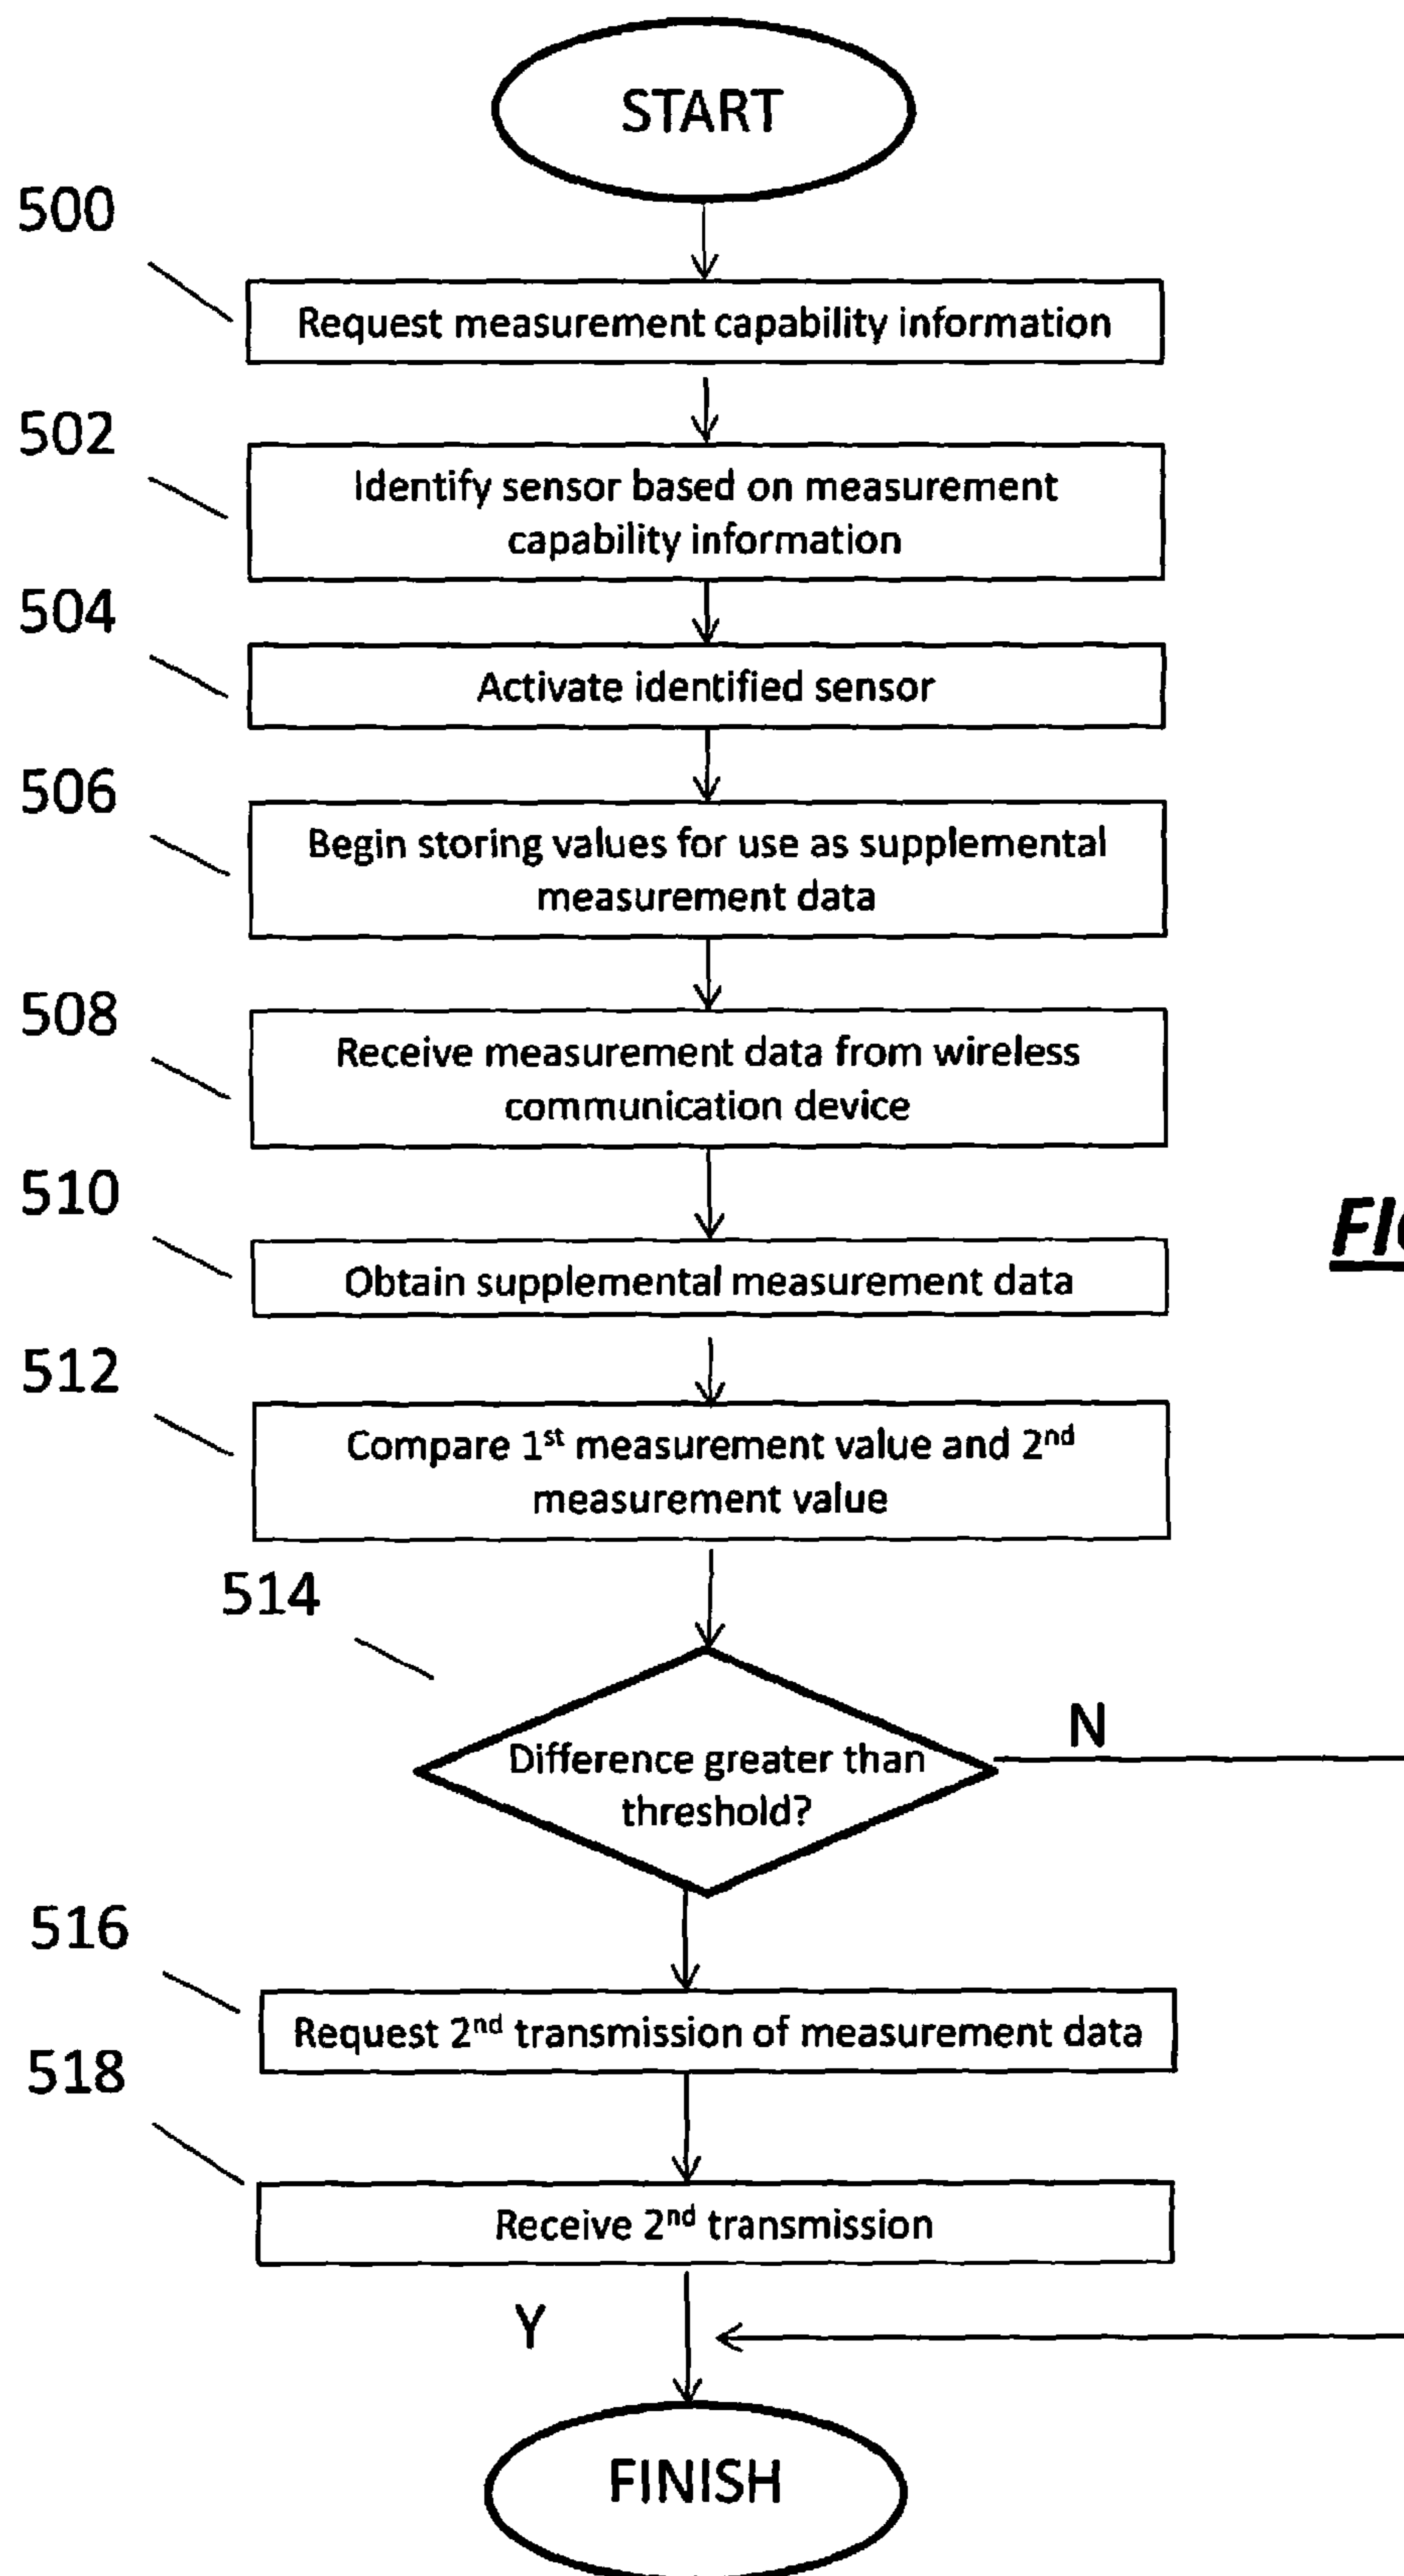 START
500
Request measurement capability information
502
Identify sensor based on measurement
capability information
504
Activate identified sensor
506
Begin storing values for use as supplemental
measurement data
508
Receive measurement data from wireless
communication device
510
Obtain supplemental measurement data
FI
512
Compare 1st measurement value and 2nd
measurement value
514
Difference greater than
threshold?
N
516
Request 2nd transmission of measurement data
518
Receive 2nd transmission
Y
FINISH